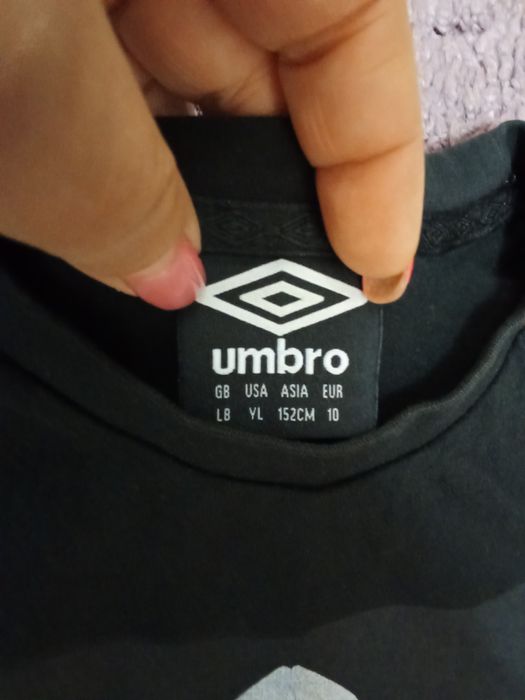 umbro
GB USA ASIA EUR
LB YL 152CM 10